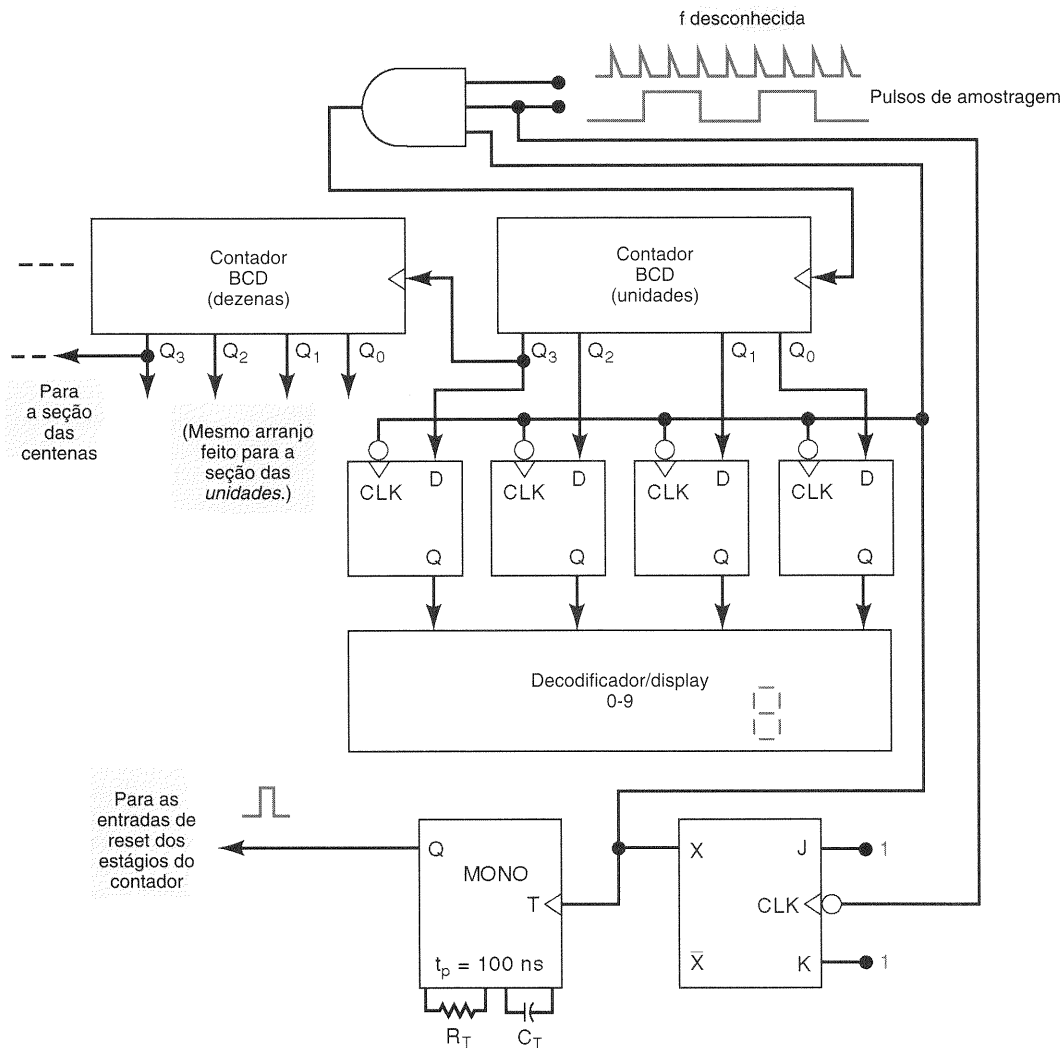 f desconhecida
Pulsos de amostragem
Contador
BCD
(dezenas)
Contador
BCD
(unidades)
Q3 Q2 Q1 Q0
Q3 Q2 Q1 Q0
Para
a seção
das
centenas
(Mesmo arranjo
feito para a
seção das
unidades.)
CLK D
Q
CLK D
Q
CLK D
Q
CLK D
Q
Decodificador/display
0-9
Para as
entradas de
reset dos
estágios do
contador
Q
MONO
T
tp = 100 ns
RT
CT
X
J
1
CLK
X̄
K
1